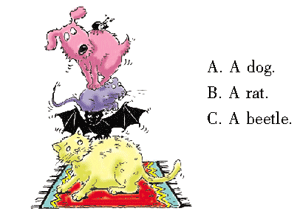 A. A dog.
B. A rat.
C. A beetle.